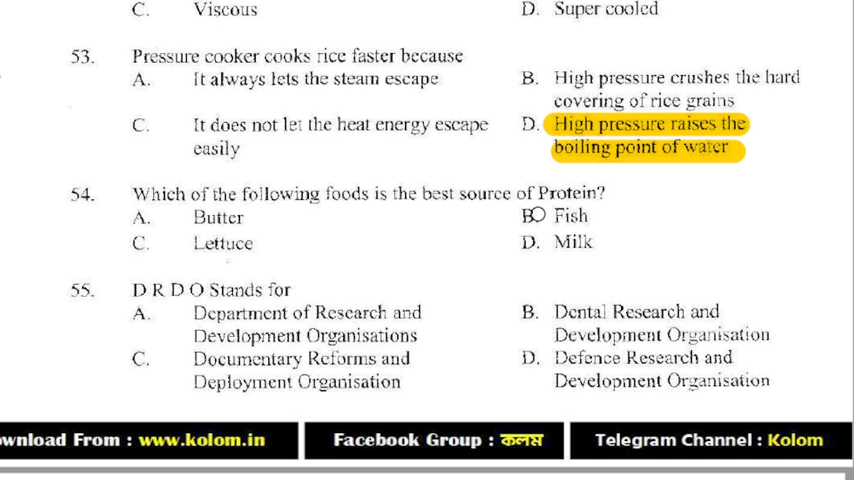 C. Viscous D. Super cooled
53. Pressure cooker cooks rice faster because
A. It always lets the steam escape B. High pressure crushes the hard
covering of rice grains
C. It does not let the heat energy escape D. High pressure raises the
easily boiling point of water
54. Which of the following foods is the best source of Protein?
A. Butter B. Fish
C. Lettuce D. Milk
55. D R D O Stands for
A. Department of Research and B. Dental Research and
Development Organisations Development Organisation
C. Documentary Reforms and D. Defence Research and
Deployment Organisation Development Organisation
ownload From : www.kolom.in Facebook Group : কলম Telegram Channel : Kolom